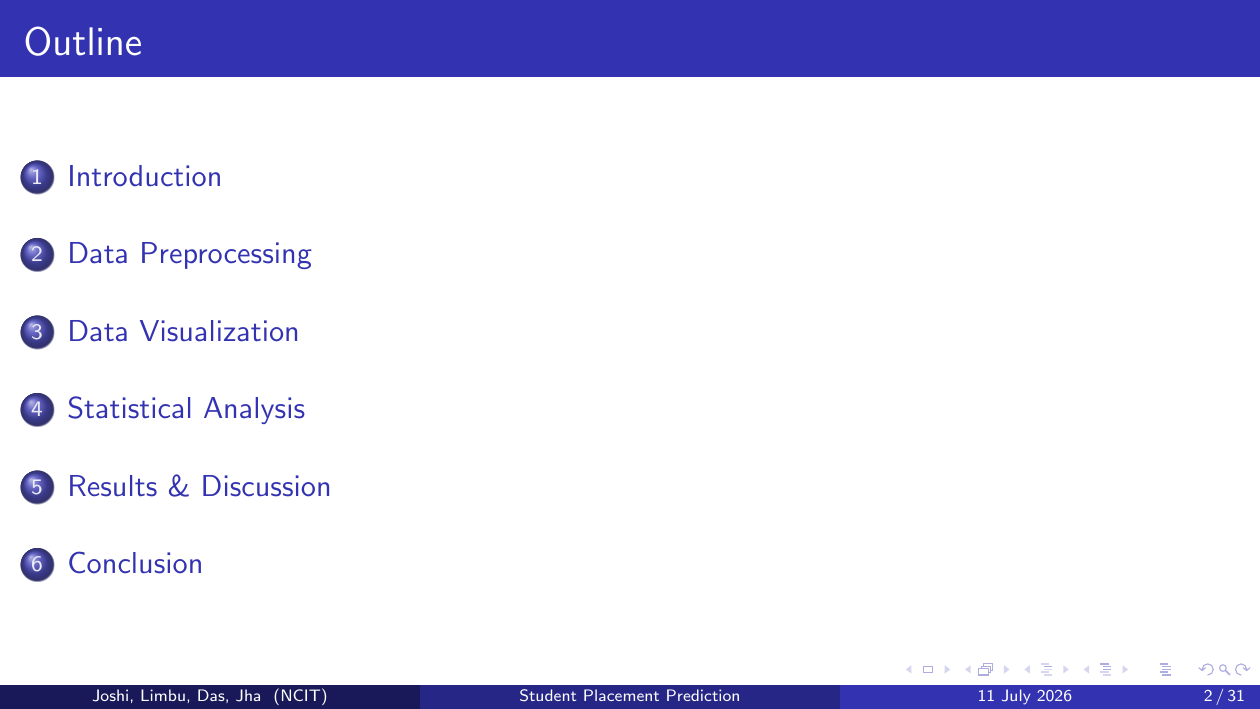 Outline
1 Introduction
2 Data Preprocessing
3 Data Visualization
4 Statistical Analysis
5 Results & Discussion
6 Conclusion
Joshi, Limbu, Das, Jha (NCIT) Student Placement Prediction 11 July 2026 2 / 31